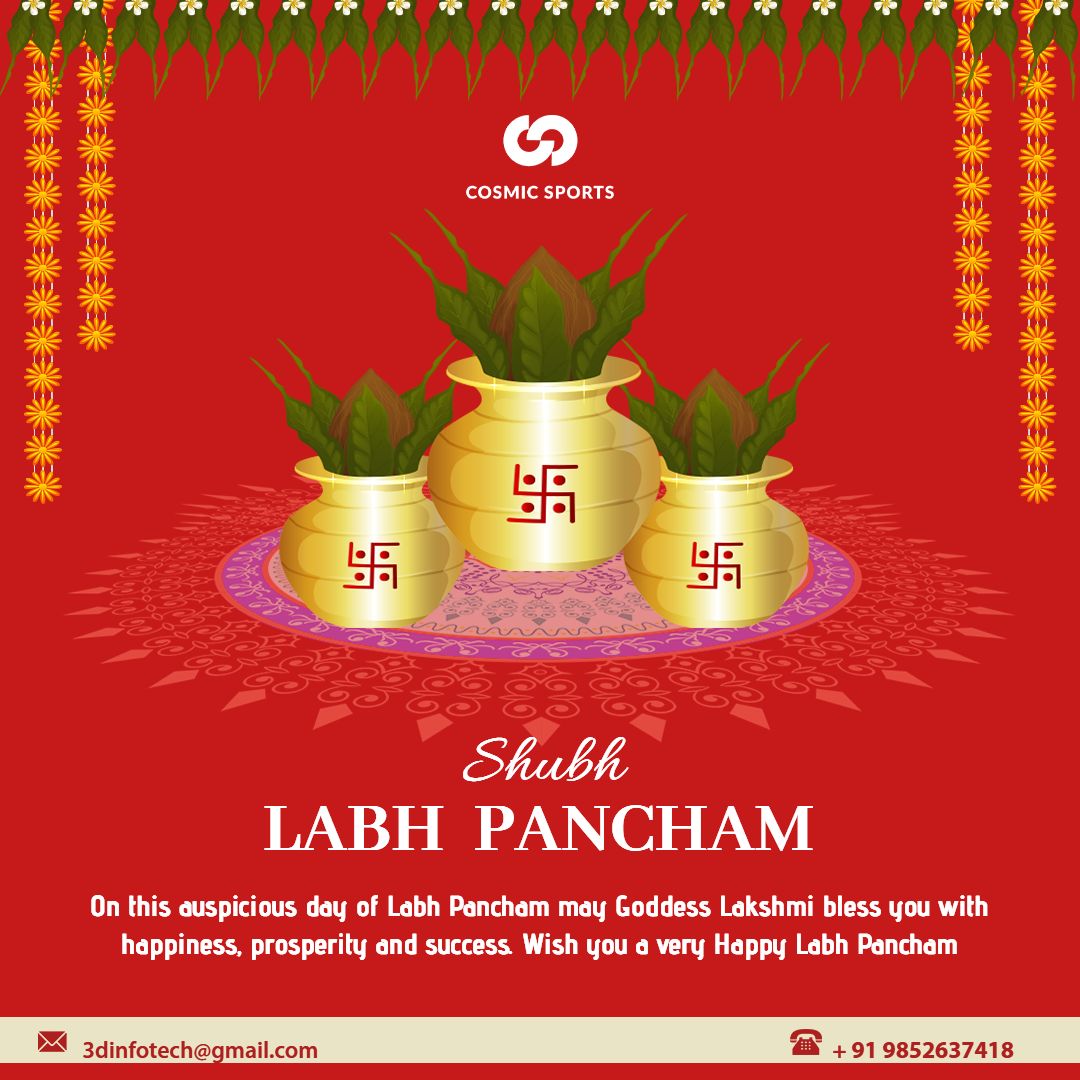 COSMIC SPORTS
Shubh
LABH PANCHAM
On this auspicious day of Labh Pancham may Goddess Lakshmi bless you with
happiness, prosperity and success. Wish you a very Happy Labh Pancham
3dinfotech@gmail.com
+ 91 9852637418